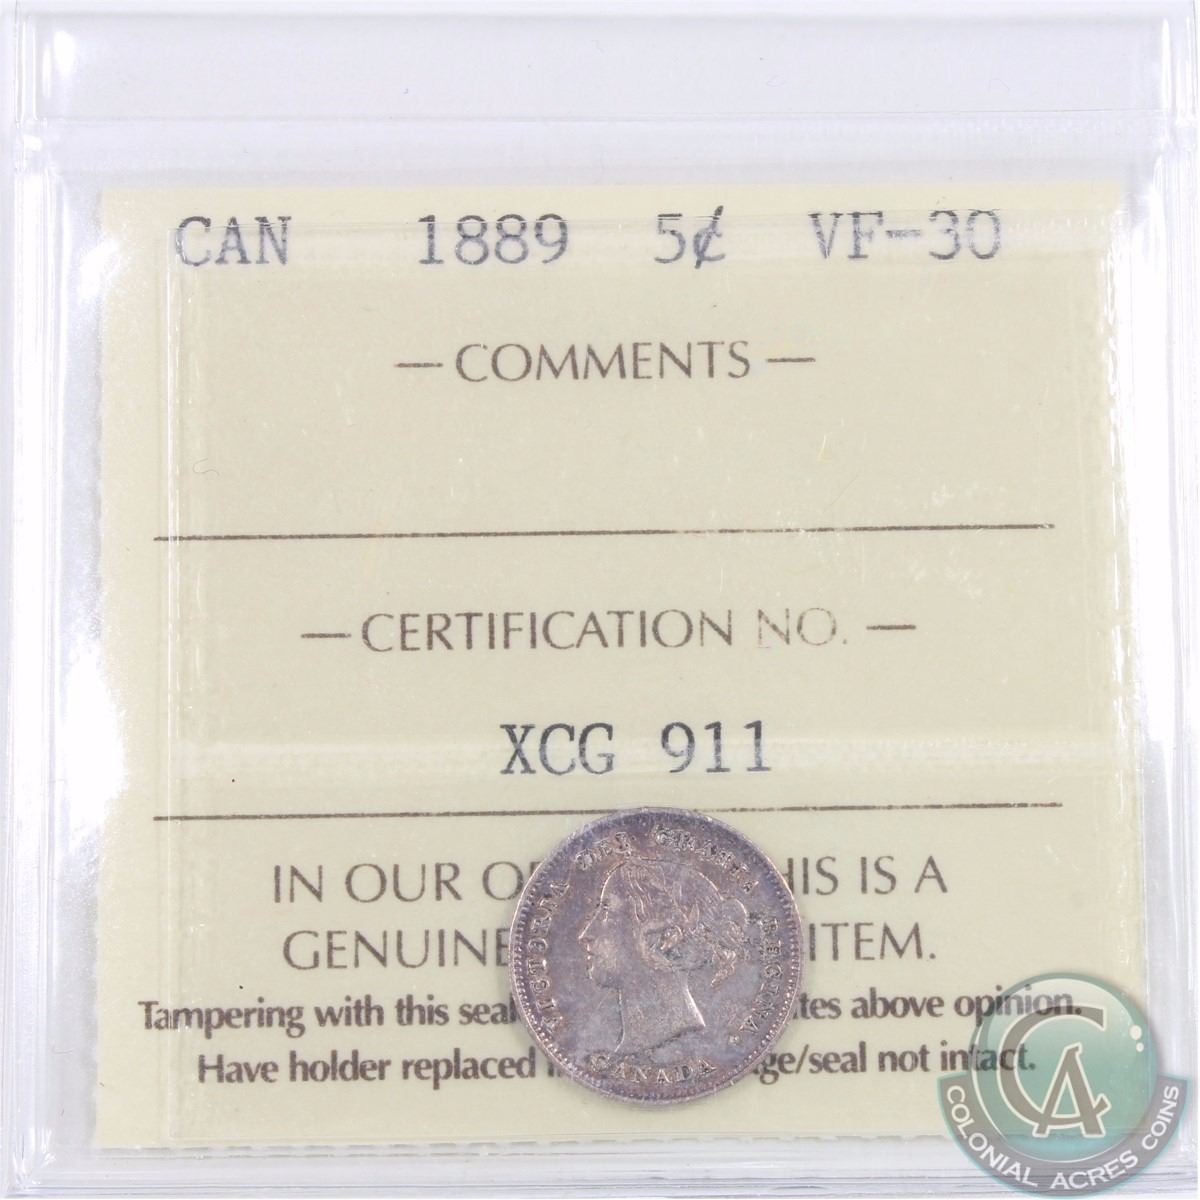 CAN 1889 5¢ VF-30
— COMMENTS —
— CERTIFICATION NO. —
XCG 911
IN OUR O HIS IS A
GENUINE ITEM.
Tampering with this seal tes above opinion.
Have holder replaced ge/seal not intact.
VICTORIA DEI GRATIA REGINA.
CANADA
CA
COLONIAL ACRES COINS